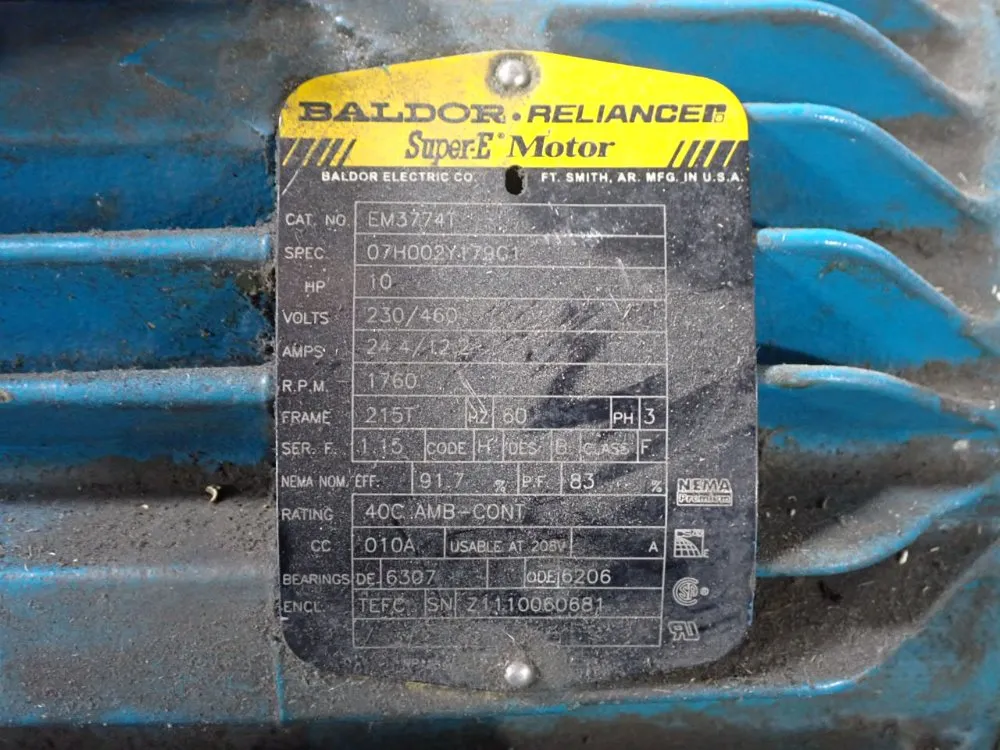 BALDOR • RELIANCE
Super-E® Motor
BALDOR ELECTRIC CO. FT. SMITH, AR. MFG. IN U.S.A.
CAT. NO. EM3774T
SPEC. 07H002Y179G1
HP 10
VOLTS 230/460
AMPS 24.4/12.2
R.P.M. 1760
FRAME 215T HZ 60 PH 3
SER. F. 1.15 CODE H DES B CLASS F
NEMA NOM. EFF. 91.7 % P.F. 83 %
NEMA Premium
RATING 40C AMB-CONT
CC 010A USABLE AT 208V A
BEARINGS DE 6307 ODE 6206
ENCL. TEFC SN Z1110060681